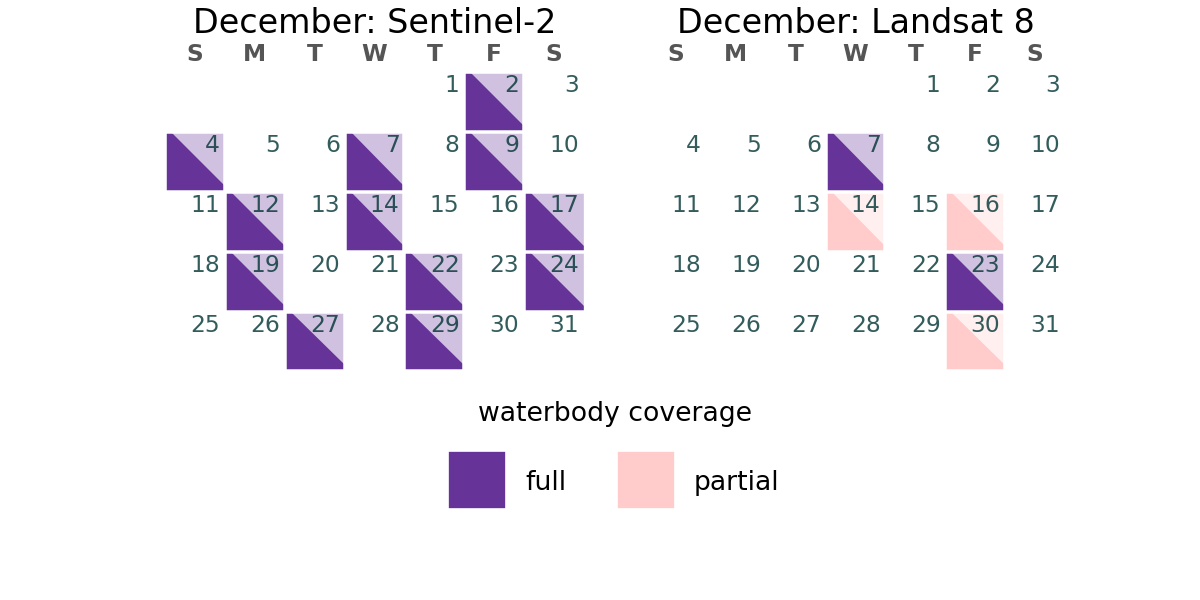 December: Sentinel-2
S M T W T F S
1 2 3
4 5 6 7 8 9 10
11 12 13 14 15 16 17
18 19 20 21 22 23 24
25 26 27 28 29 30 31
December: Landsat 8
S M T W T F S
1 2 3
4 5 6 7 8 9 10
11 12 13 14 15 16 17
18 19 20 21 22 23 24
25 26 27 28 29 30 31
waterbody coverage
full partial